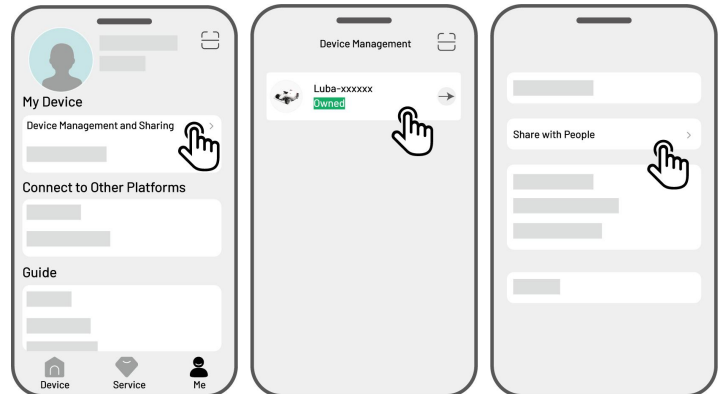 My Device
Device Management and Sharing
Connect to Other Platforms
Guide
Device
Service
Me
Device Management
Luba-xxxxxx
Owned
Share with People